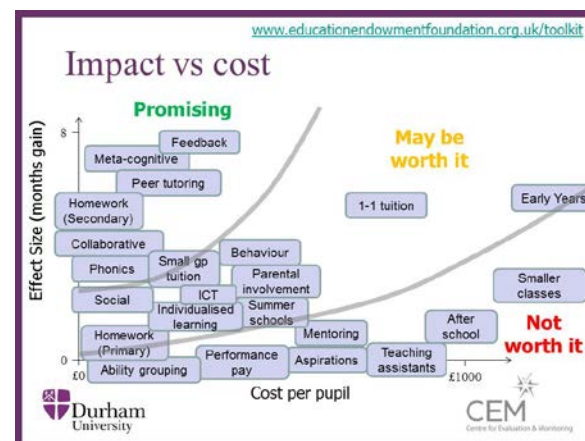 www.educationendowmentfoundation.org.uk/toolkit
Impact vs cost
Promising
May be
worth it
Not
worth it
Effect Size (months gain)
8
0
Feedback
Meta-cognitive
Peer tutoring
Homework
(Secondary)
Collaborative
Phonics
Small gp
tuition
Behaviour
Parental
involvement
Social
ICT
Individualised
learning
Summer
schools
Homework
(Primary)
Mentoring
Ability grouping
Performance
pay
Aspirations
Teaching
assistants
After
school
1-1 tuition
Early Years
Smaller
classes
£0
£1000
Cost per pupil
Durham
University
CEM
Centre for Evaluation & Monitoring